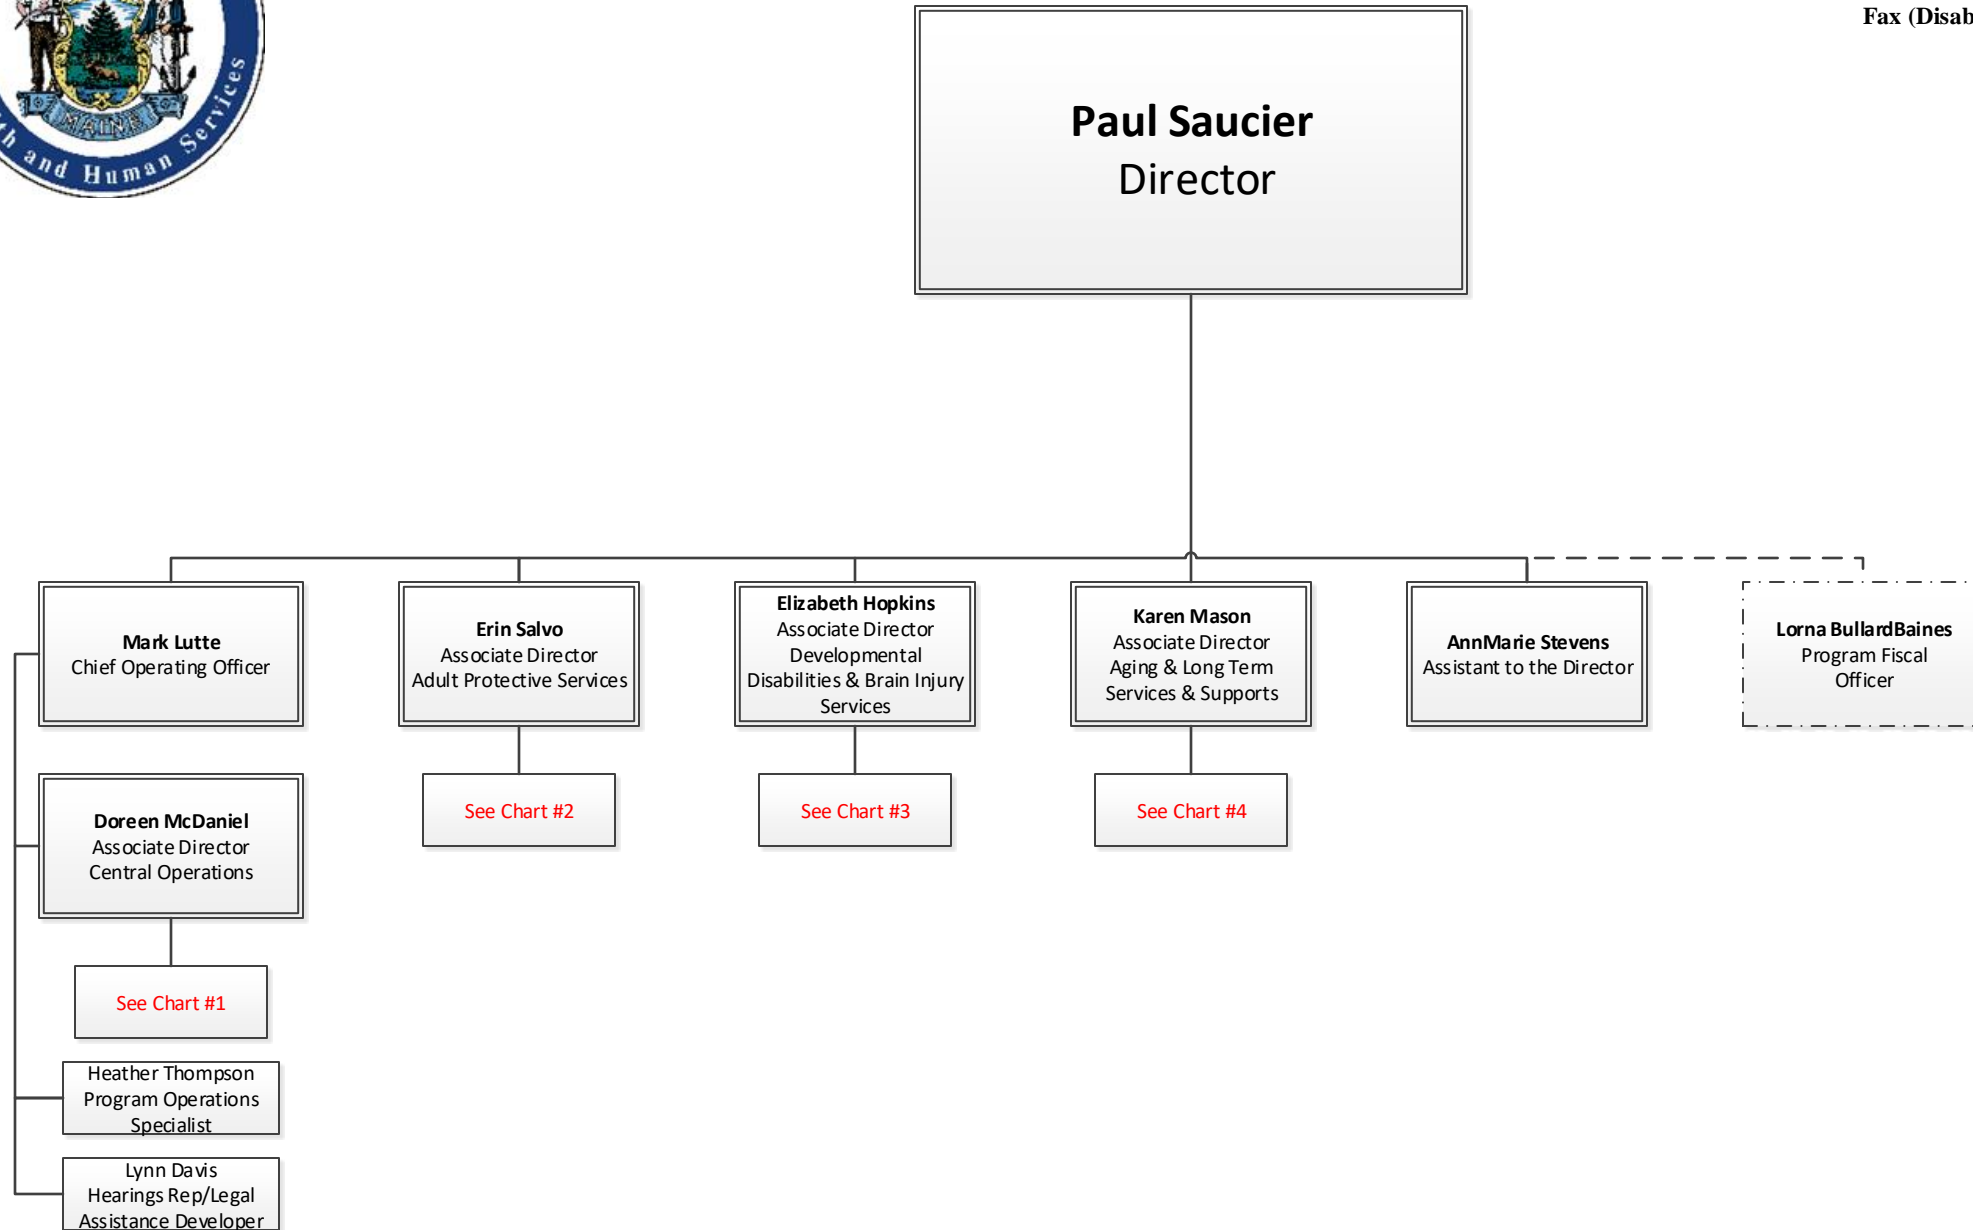 MAINE
and Human Services
Fax (Disab
Paul Saucier
Director
Mark Lutte
Chief Operating Officer
Erin Salvo
Associate Director
Adult Protective Services
Elizabeth Hopkins
Associate Director
Developmental
Disabilities & Brain Injury
Services
Karen Mason
Associate Director
Aging & Long Term
Services & Supports
AnnMarie Stevens
Assistant to the Director
Lorna BullardBaines
Program Fiscal
Officer
Doreen McDaniel
Associate Director
Central Operations
See Chart #2
See Chart #3
See Chart #4
See Chart #1
Heather Thompson
Program Operations
Specialist
Lynn Davis
Hearings Rep/Legal
Assistance Developer